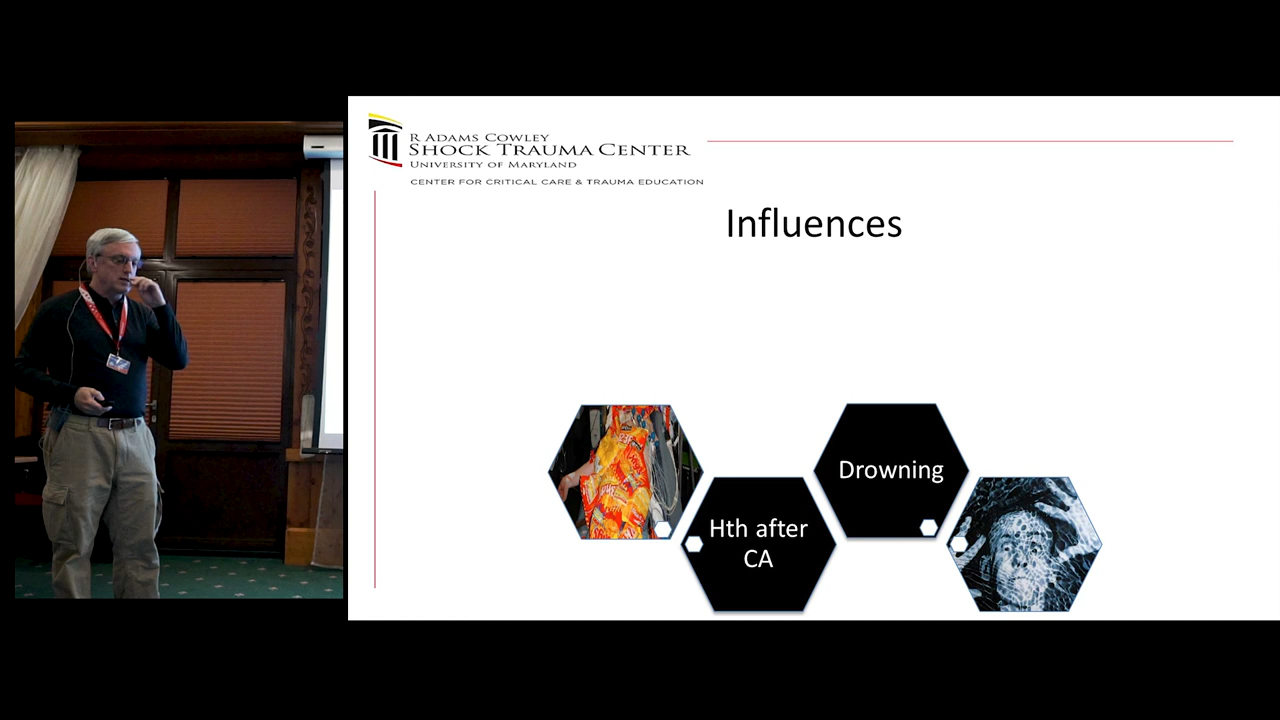 R ADAMS COWLEY
SHOCK TRAUMA CENTER
UNIVERSITY OF MARYLAND
CENTER FOR CRITICAL CARE & TRAUMA EDUCATION
Influences
Drowning
Hth after
CA